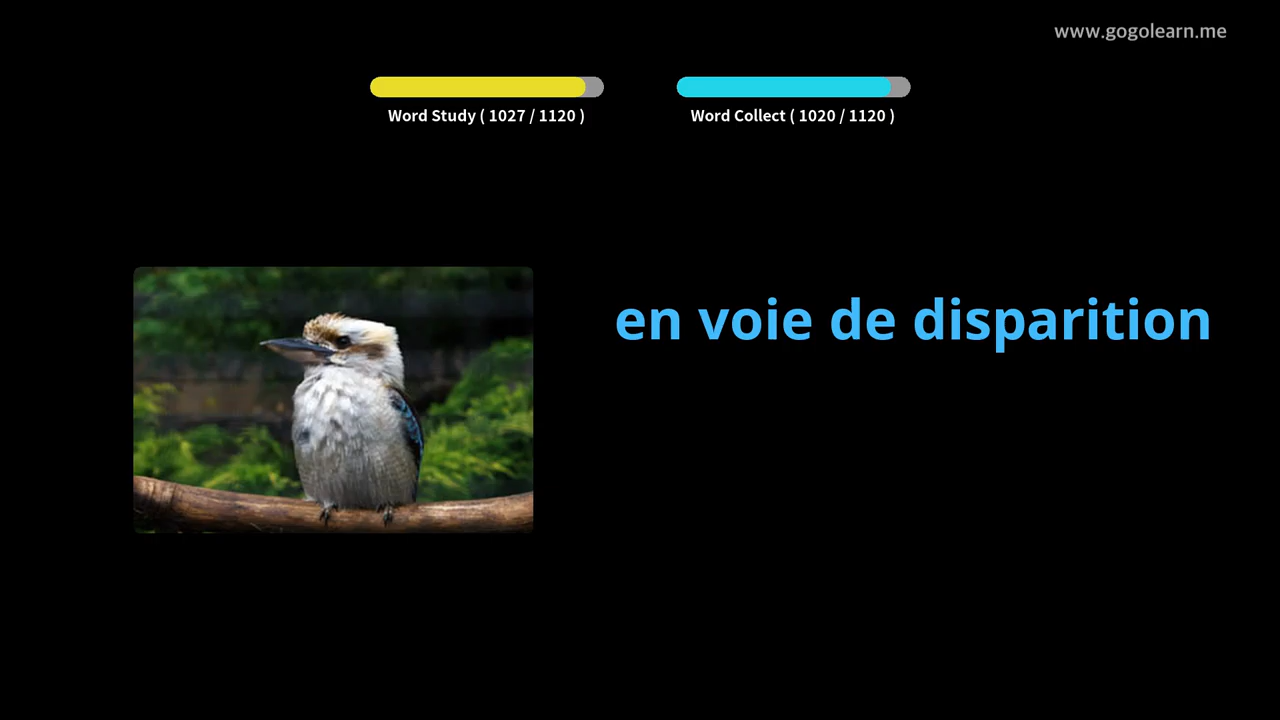 www.gogolearn.me
Word Study ( 1027 / 1120 )
Word Collect ( 1020 / 1120 )
en voie de disparition